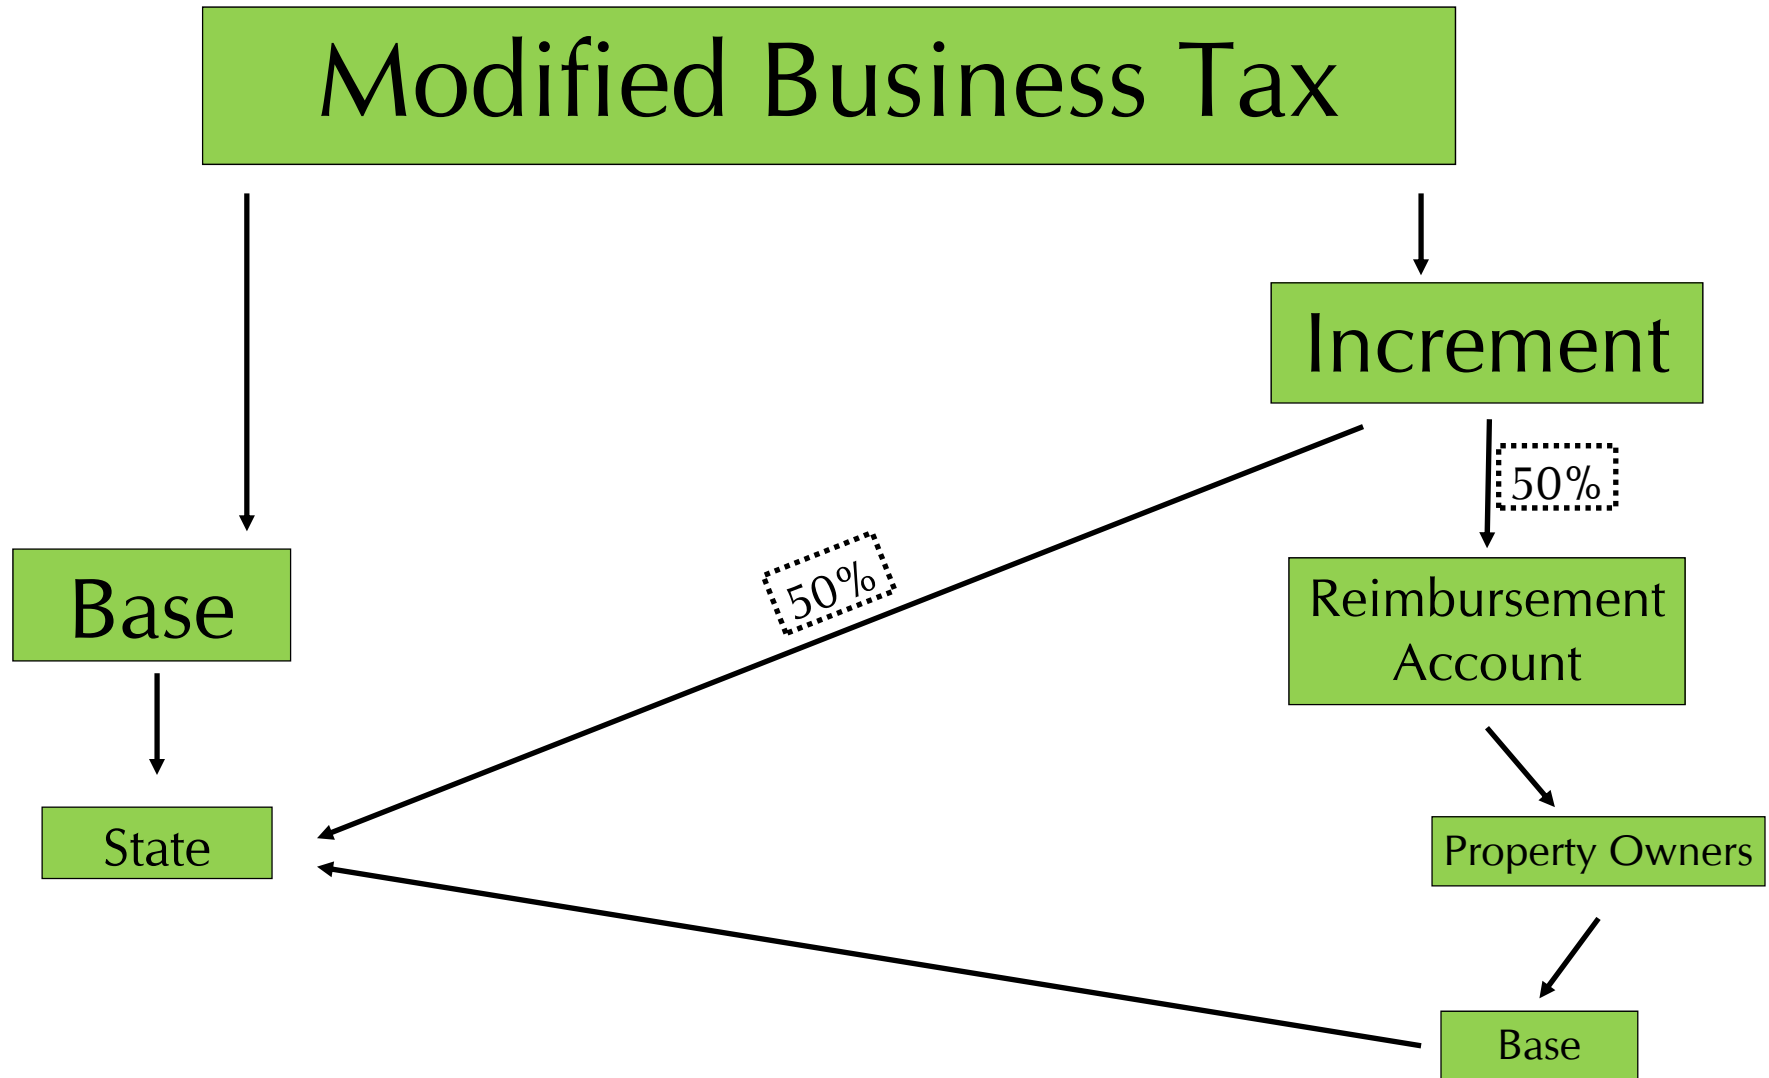 Modified Business Tax
Increment
50%
50%
Base
Reimbursement
Account
State
Property Owners
Base